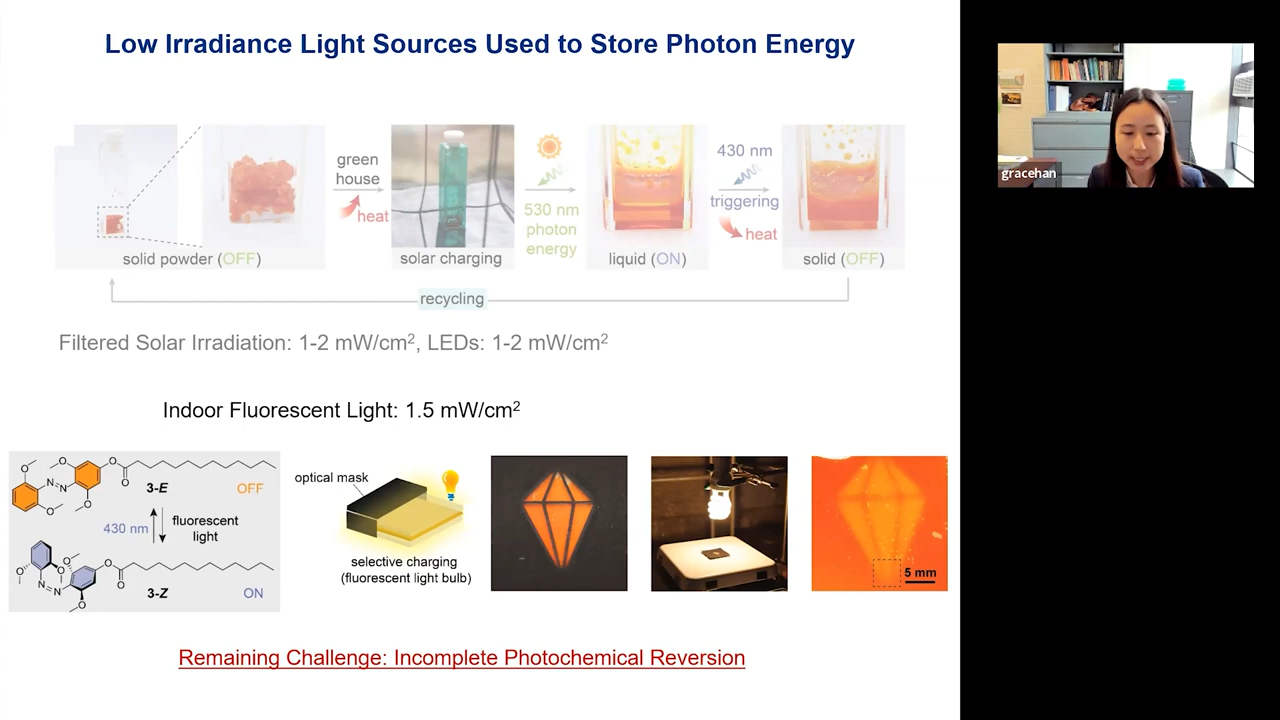 Low Irradiance Light Sources Used to Store Photon Energy
green
house
heat
530 nm
photon
energy
430 nm
triggering
heat
solid powder (OFF)
solar charging
liquid (ON)
solid (OFF)
recycling
Filtered Solar Irradiation: 1-2 mW/cm², LEDs: 1-2 mW/cm²
Indoor Fluorescent Light: 1.5 mW/cm²
O
O
O
O
O
O
N
N
3-E
OFF
430 nm
fluorescent
light
O
O
O
O
O
O
N
N
3-Z
ON
optical mask
selective charging
(fluorescent light bulb)
5 mm
Remaining Challenge: Incomplete Photochemical Reversion
gracehan